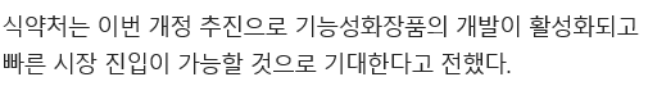 식약처는 이번 개정 추진으로 기능성화장품의 개발이 활성화되고
빠른 시장 진입이 가능할 것으로 기대한다고 전했다.